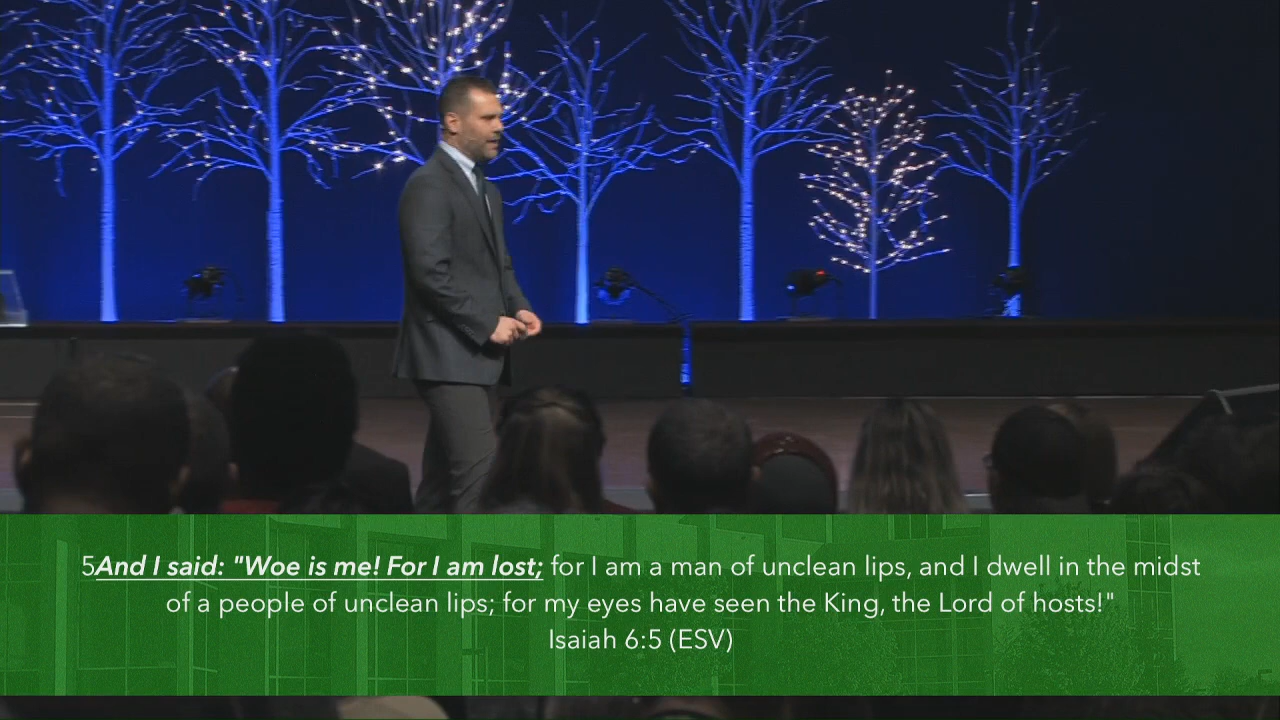 5And I said: "Woe is me! For I am lost; for I am a man of unclean lips, and I dwell in the midst
of a people of unclean lips; for my eyes have seen the King, the Lord of hosts!"
Isaiah 6:5 (ESV)